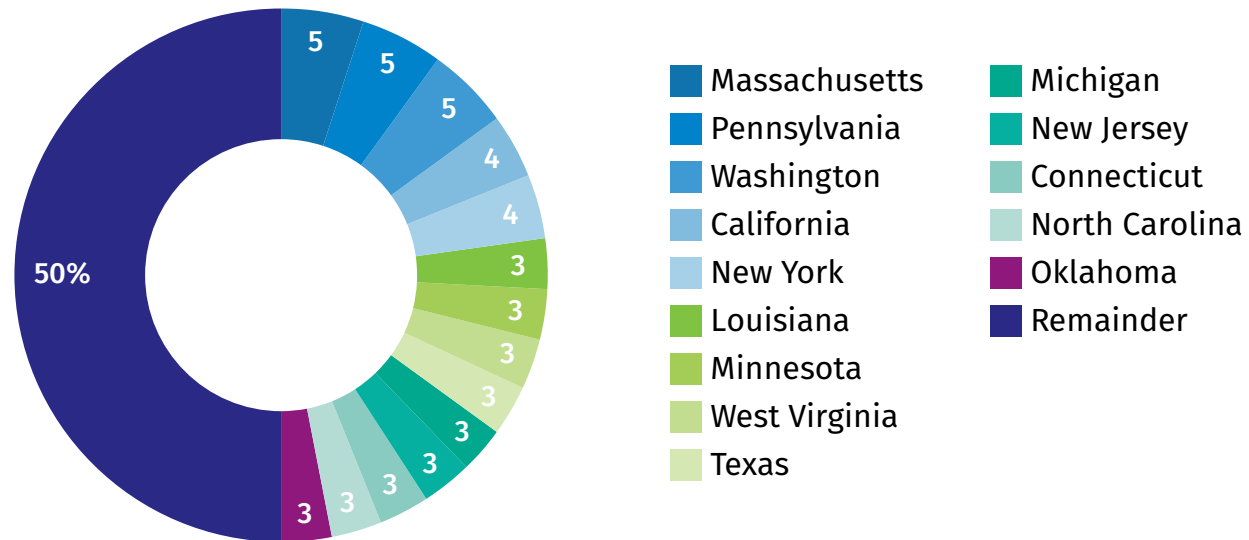 5
5
5
4
4
3
3
3
3
3
3
3
3
3
50%
Massachusetts
Pennsylvania
Washington
California
New York
Louisiana
Minnesota
West Virginia
Texas
Michigan
New Jersey
Connecticut
North Carolina
Oklahoma
Remainder